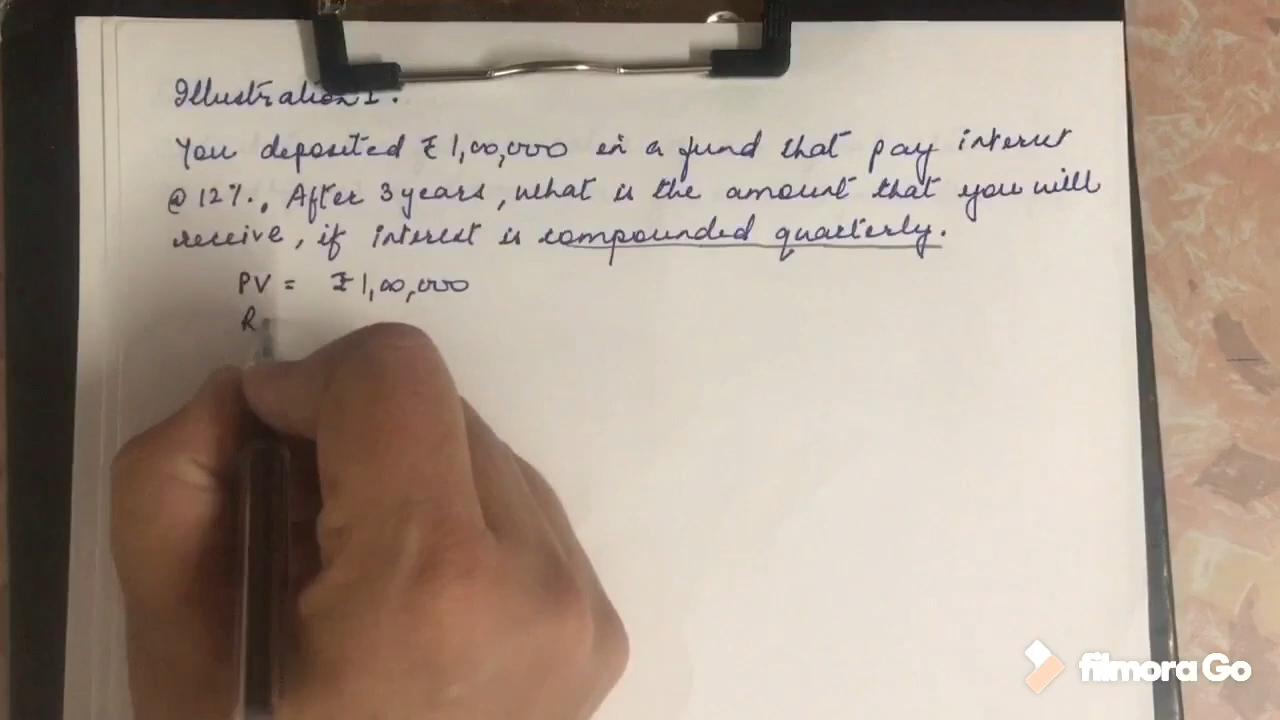 Illustration 1.
You deposited ₹ 1,00,000 in a fund that pay interest
@ 12%. After 3 years, what is the amount that you will
receive, if interest is compounded quarterly.
PV = ₹ 1,00,000
R
filmora Go